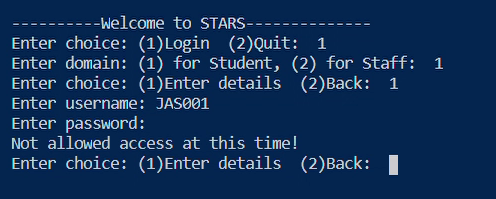 ----------Welcome to STARS--------------
Enter choice: (1)Login  (2)Quit:  1
Enter domain: (1) for Student, (2) for Staff:  1
Enter choice: (1)Enter details  (2)Back:  1
Enter username: JAS001
Enter password:
Not allowed access at this time!
Enter choice: (1)Enter details  (2)Back: